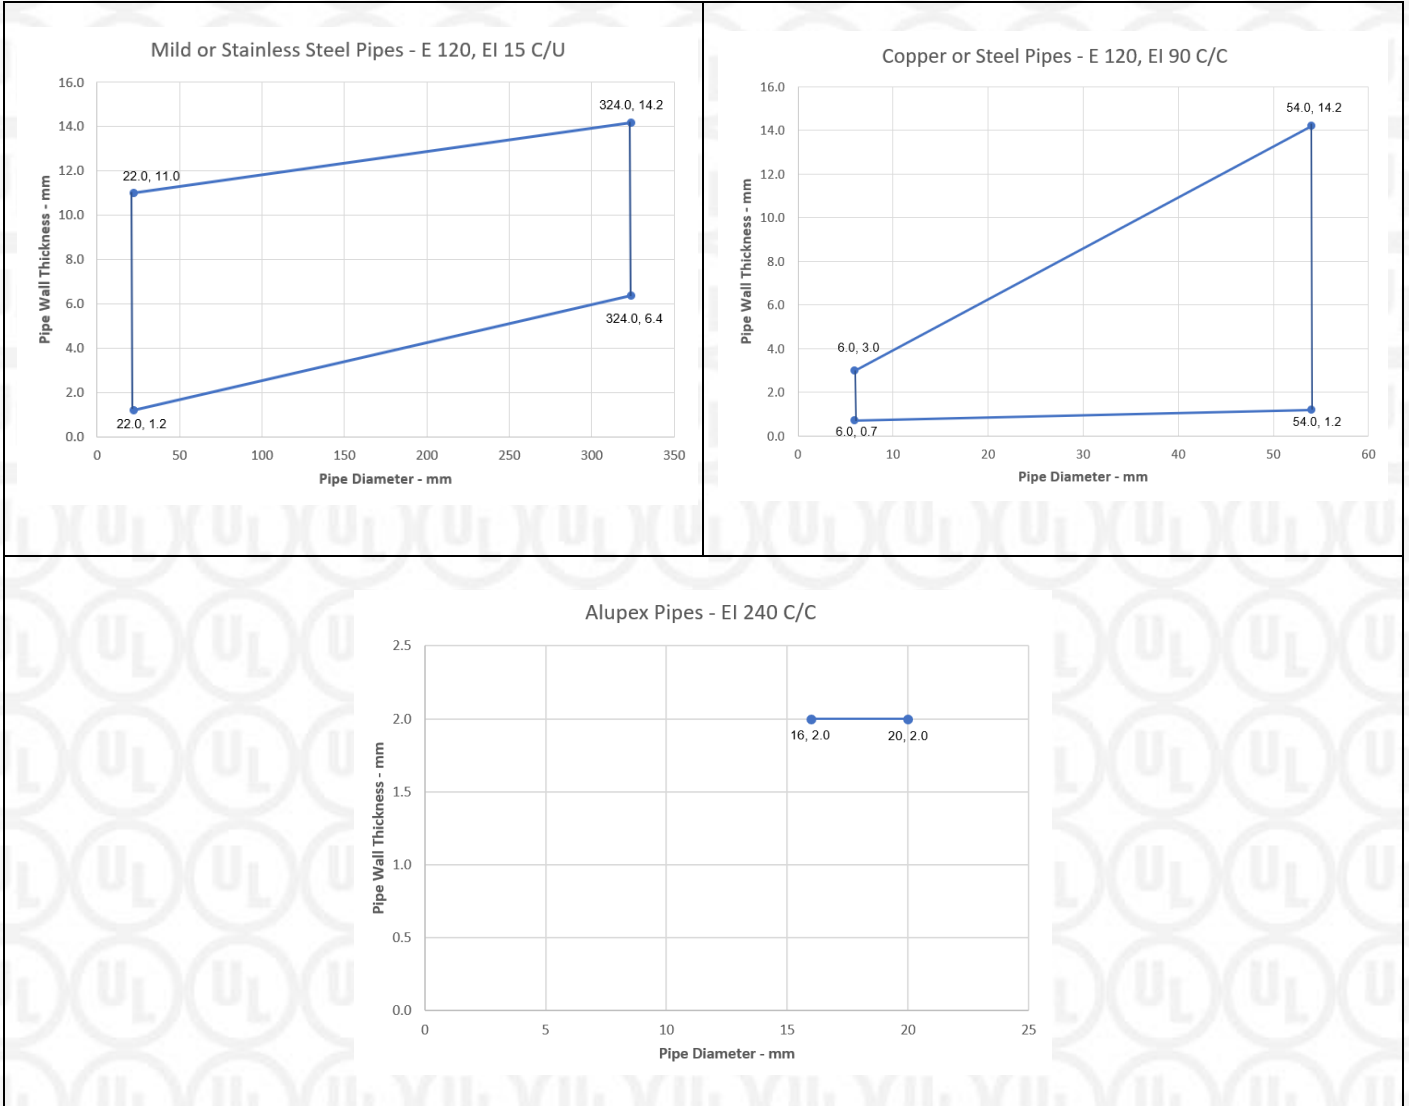 Mild or Stainless Steel Pipes - E 120, EI 15 C/U
16.0
14.0
12.0
10.0
8.0
6.0
4.0
2.0
0.0
Pipe Wall Thickness - mm
324.0, 14.2
22.0, 11.0
324.0, 6.4
22.0, 1.2
0 50 100 150 200 250 300 350
Pipe Diameter - mm
Copper or Steel Pipes - E 120, EI 90 C/C
16.0
14.0
12.0
10.0
8.0
6.0
4.0
2.0
0.0
Pipe Wall Thickness - mm
54.0, 14.2
6.0, 3.0
54.0, 1.2
6.0, 0.7
0 10 20 30 40 50 60
Pipe Diameter - mm
Alupex Pipes - EI 240 C/C
2.5
2.0
1.5
1.0
0.5
0.0
Pipe Wall Thickness - mm
16, 2.0 20, 2.0
0 5 10 15 20 25
Pipe Diameter - mm
UL